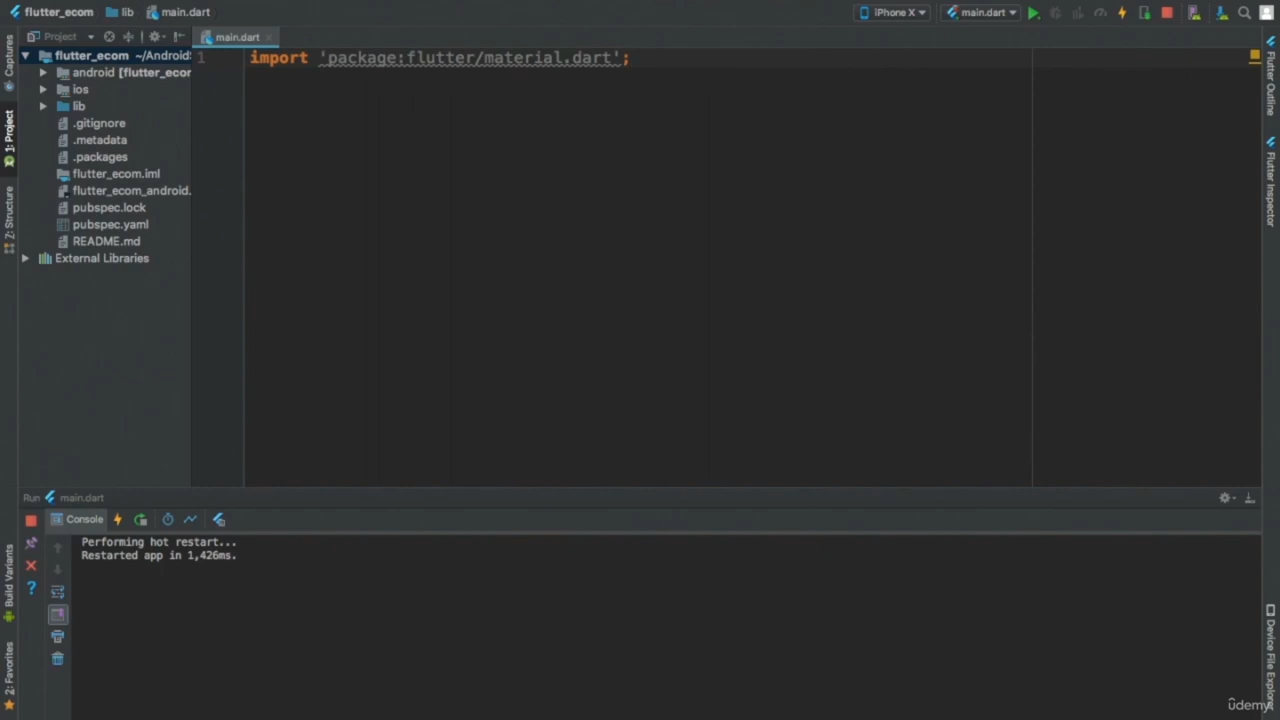 flutter_ecom lib main.dart iPhone X main.dart
Project main.dart
flutter_ecom ~/Android
1 import 'package:flutter/material.dart';
android [flutter_ecor
ios
lib
.gitignore
.metadata
.packages
flutter_ecom.iml
flutter_ecom_android.
pubspec.lock
pubspec.yaml
README.md
External Libraries
Captures
1: Project
Z: Structure
Build Variants
2: Favorites
Flutter Outline
Flutter Inspector
Device File Explor
Run main.dart
Console
Performing hot restart...
Restarted app in 1,426ms.
?
udemy